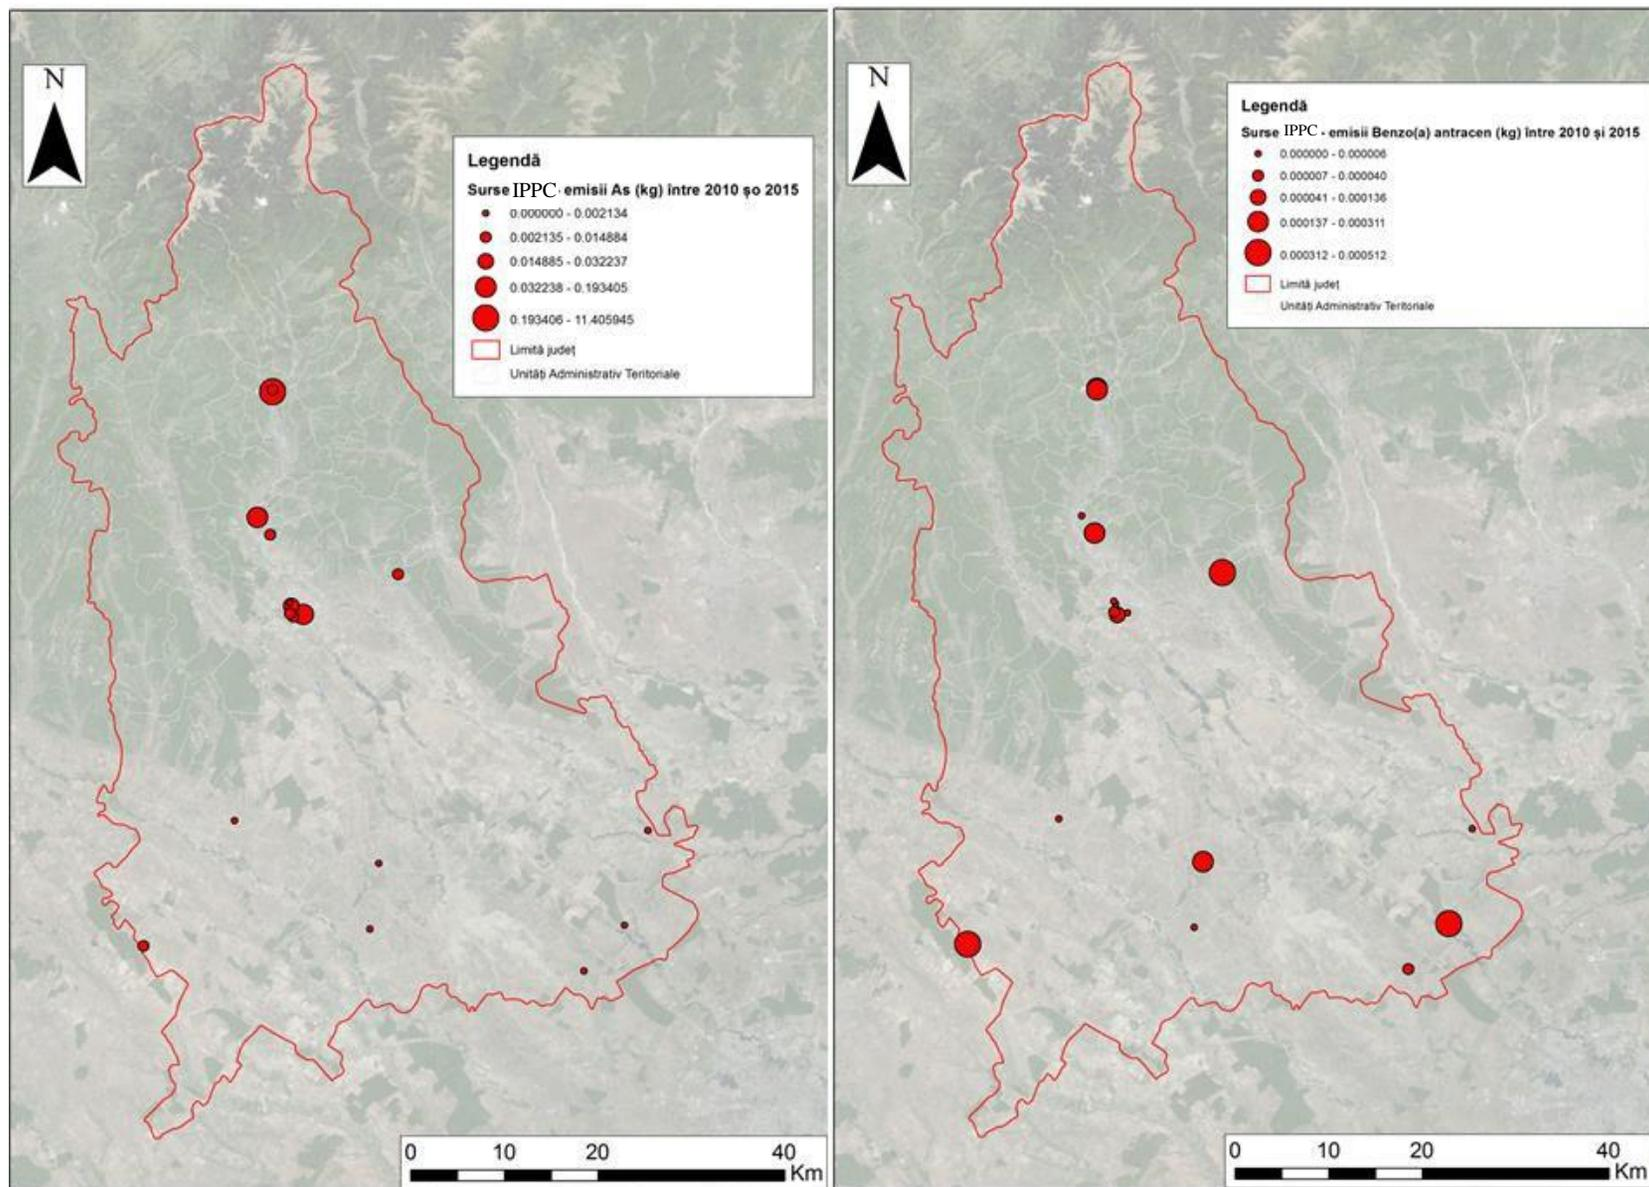 N
Legendă
Surse IPPC - emisii As (kg) între 2010 șo 2015
0.000000 - 0.002134
0.002135 - 0.014884
0.014885 - 0.032237
0.032238 - 0.193405
0.193406 - 11.405945
Limită județ
Unități Administrativ Teritoriale
0 10 20 40
Km
N
Legendă
Surse IPPC - emisii Benzo(a) antracen (kg) între 2010 și 2015
0.000000 - 0.000006
0.000007 - 0.000040
0.000041 - 0.000136
0.000137 - 0.000311
0.000312 - 0.000512
Limită județ
Unități Administrativ Teritoriale
0 10 20 40
Km